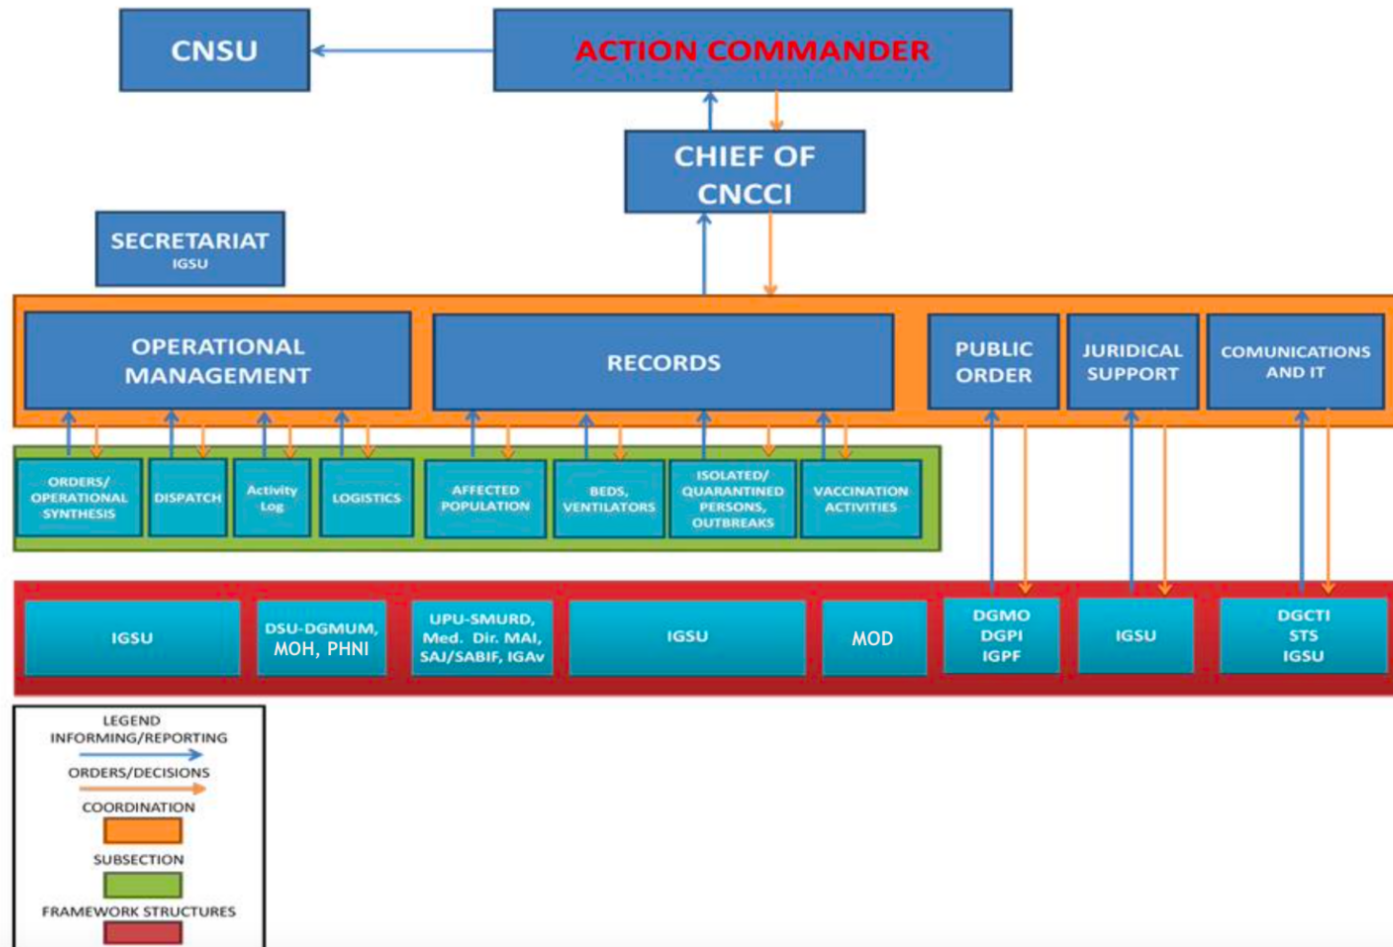 CNSU
ACTION COMMANDER
CHIEF OF
CNCCI
SECRETARIAT
IGSU
OPERATIONAL
MANAGEMENT
RECORDS
PUBLIC
ORDER
JURIDICAL
SUPPORT
COMUNICATIONS
AND IT
ORDERS/
OPERATIONAL
SYNTHESIS
DISPATCH
Activity
Log
LOGISTICS
AFFECTED
POPULATION
BEDS,
VENTILATORS
ISOLATED/
QUARANTINED
PERSONS,
OUTBREAKS
VACCINATION
ACTIVITIES
IGSU
DSU-DGMUM,
MOH, PHNI
UPU-SMURD,
Med. Dir. MAI,
SAJ/SABIF, IGAv
IGSU
MOD
DGMO
DGPI
IGPF
IGSU
DGCTI
STS
IGSU
LEGEND
INFORMING/REPORTING
ORDERS/DECISIONS
COORDINATION
SUBSECTION
FRAMEWORK STRUCTURES